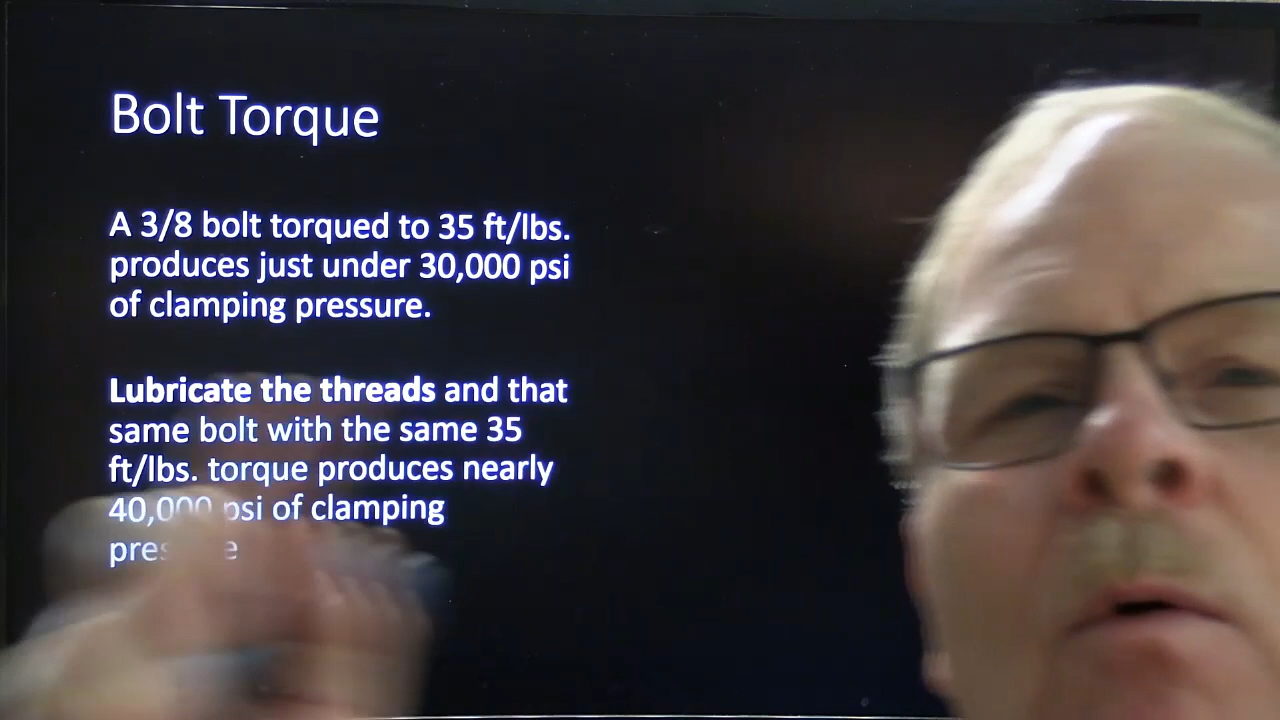 Bolt Torque
A 3/8 bolt torqued to 35 ft/lbs.
produces just under 30,000 psi
of clamping pressure.
Lubricate the threads and that
same bolt with the same 35
ft/lbs. torque produces nearly
40,000 psi of clamping